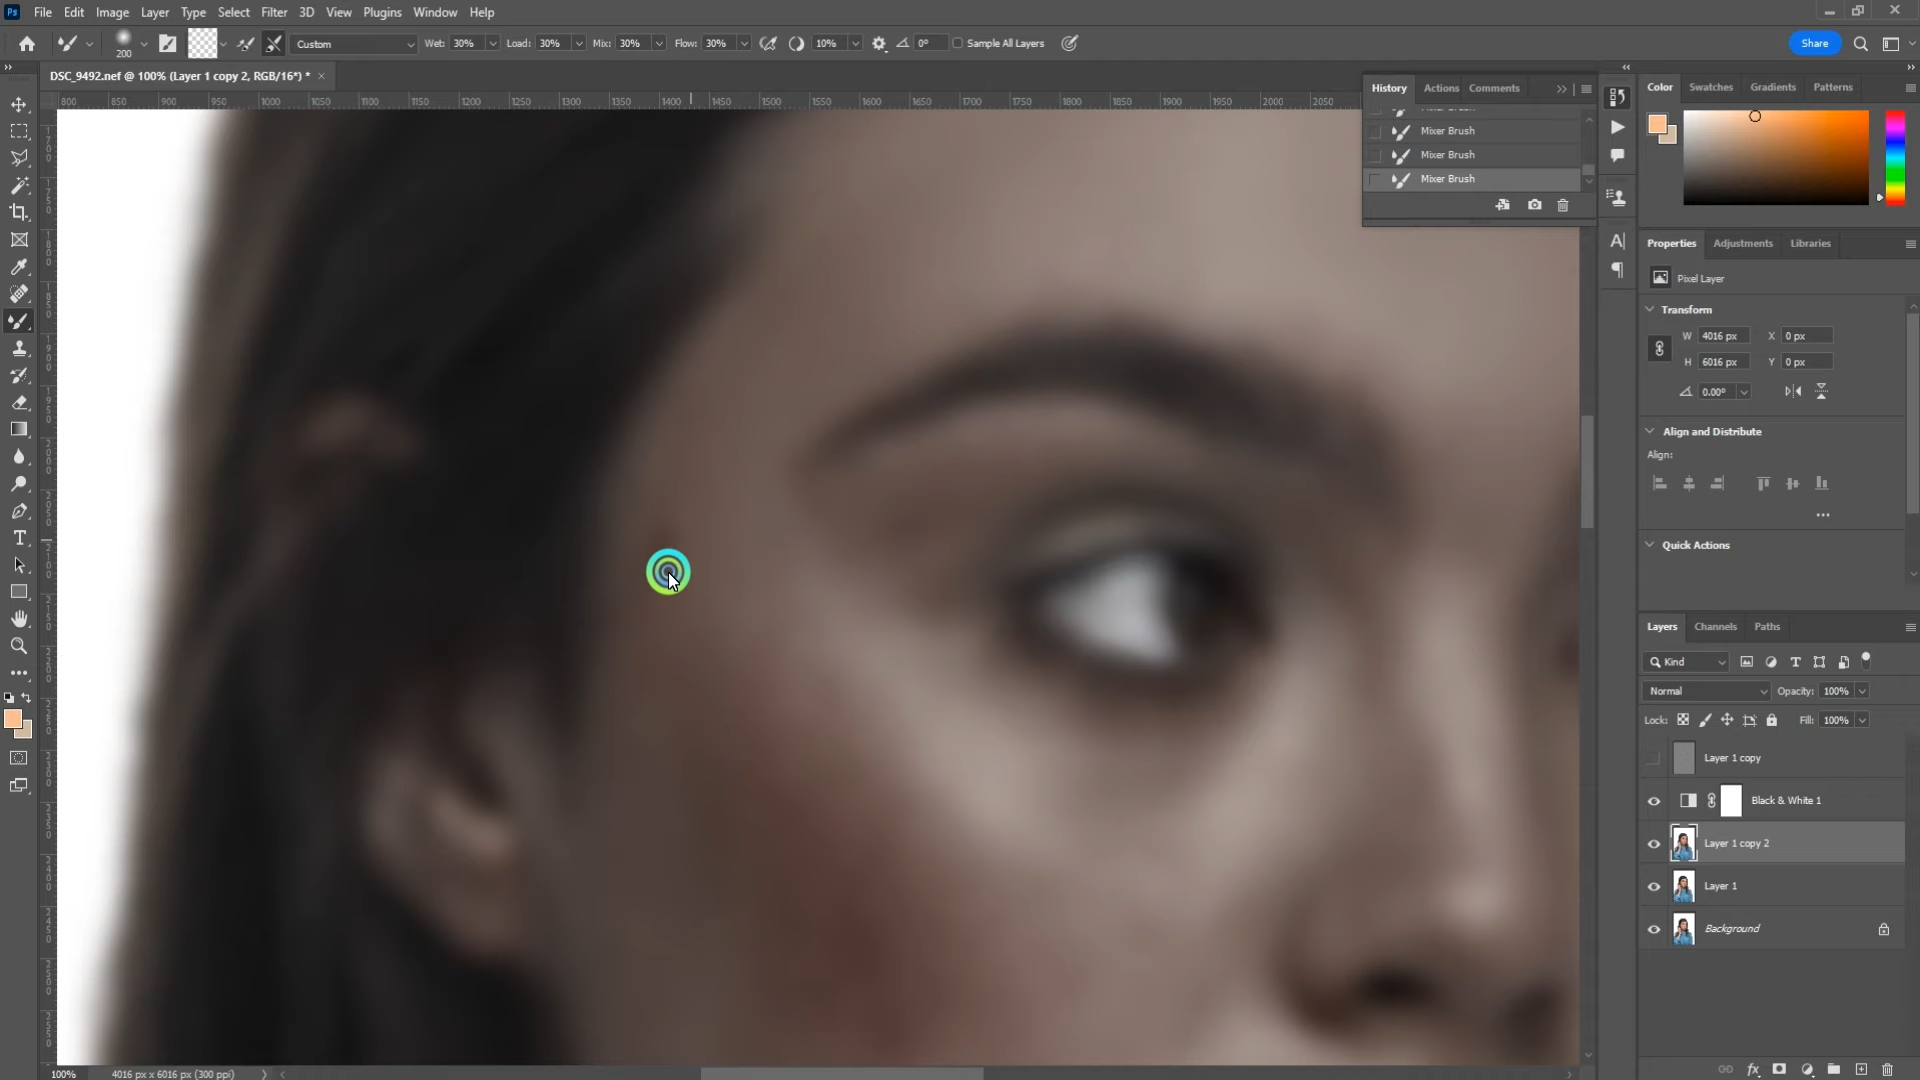 Ps File Edit Image Layer Type Select Filter 3D View Plugins Window Help
200 Custom Wet: 30% Load: 30% Mix: 30% Flow: 30% 10% 0° Sample All Layers Share
DSC_9492.nef @ 100% (Layer 1 copy 2, RGB/16*) * ×
800 850 900 950 1000 1050 1100 1150 1200 1250 1300 1350 1400 1450 1500 1550 1600 1650 1700 1750 1800 1850 1900 1950 2000 2050
History Actions Comments
Mixer Brush
Mixer Brush
Mixer Brush
Color Swatches Gradients Patterns
Properties Adjustments Libraries
Pixel Layer
Transform
W 4016 px X 0 px
H 6016 px Y 0 px
0.00°
Align and Distribute
Align:
Quick Actions
Layers Channels Paths
Kind
Normal Opacity: 100%
Lock: Fill: 100%
Layer 1 copy
Black & White 1
Layer 1 copy 2
Layer 1
Background
100% 4016 px x 6016 px (300 ppi)